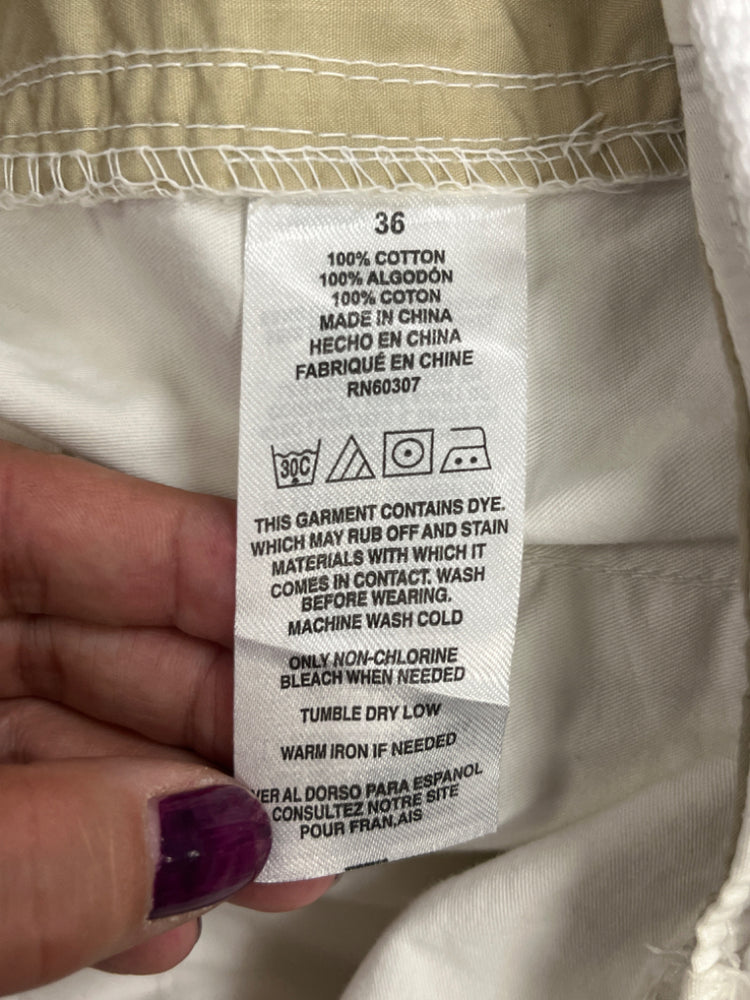 36
100% COTTON
100% ALGODÓN
100% COTON
MADE IN CHINA
HECHO EN CHINA
FABRIQUÉ EN CHINE
RN60307
30C
THIS GARMENT CONTAINS DYE.
WHICH MAY RUB OFF AND STAIN
MATERIALS WITH WHICH IT
COMES IN CONTACT. WASH
BEFORE WEARING.
MACHINE WASH COLD
ONLY NON-CHLORINE
BLEACH WHEN NEEDED
TUMBLE DRY LOW
WARM IRON IF NEEDED
VER AL DORSO PARA ESPANOL
CONSULTEZ NOTRE SITE
POUR FRAN,AIS